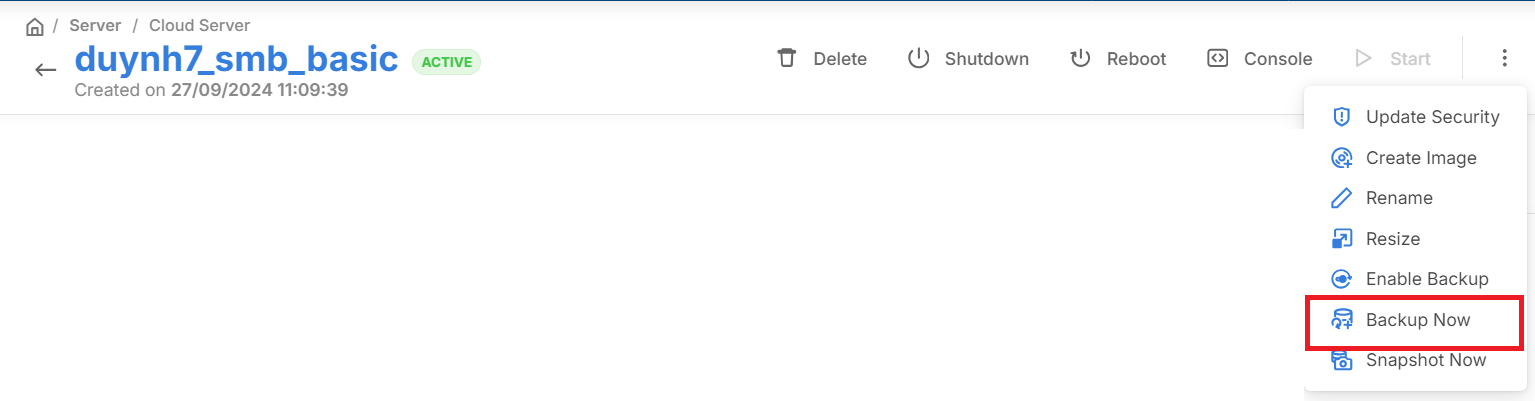 Server / Cloud Server
duynh7_smb_basic ACTIVE
Created on 27/09/2024 11:09:39
Delete Shutdown Reboot Console Start
Update Security
Create Image
Rename
Resize
Enable Backup
Backup Now
Snapshot Now